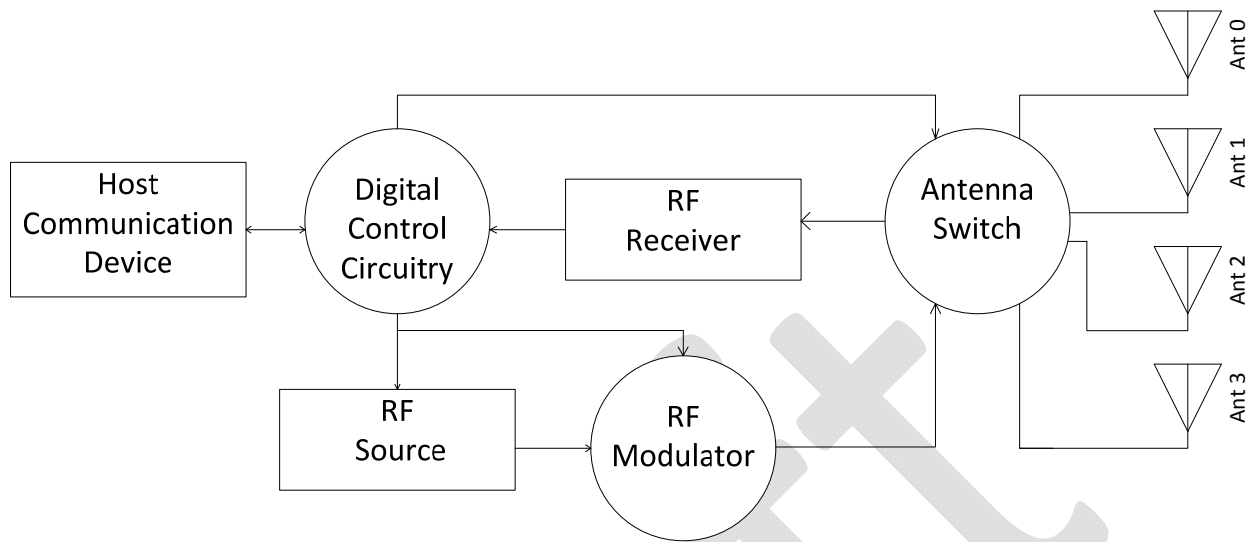 Host
Communication
Device
Digital
Control
Circuitry
RF
Receiver
Antenna
Switch
RF
Source
RF
Modulator
Ant 0
Ant 1
Ant 2
Ant 3